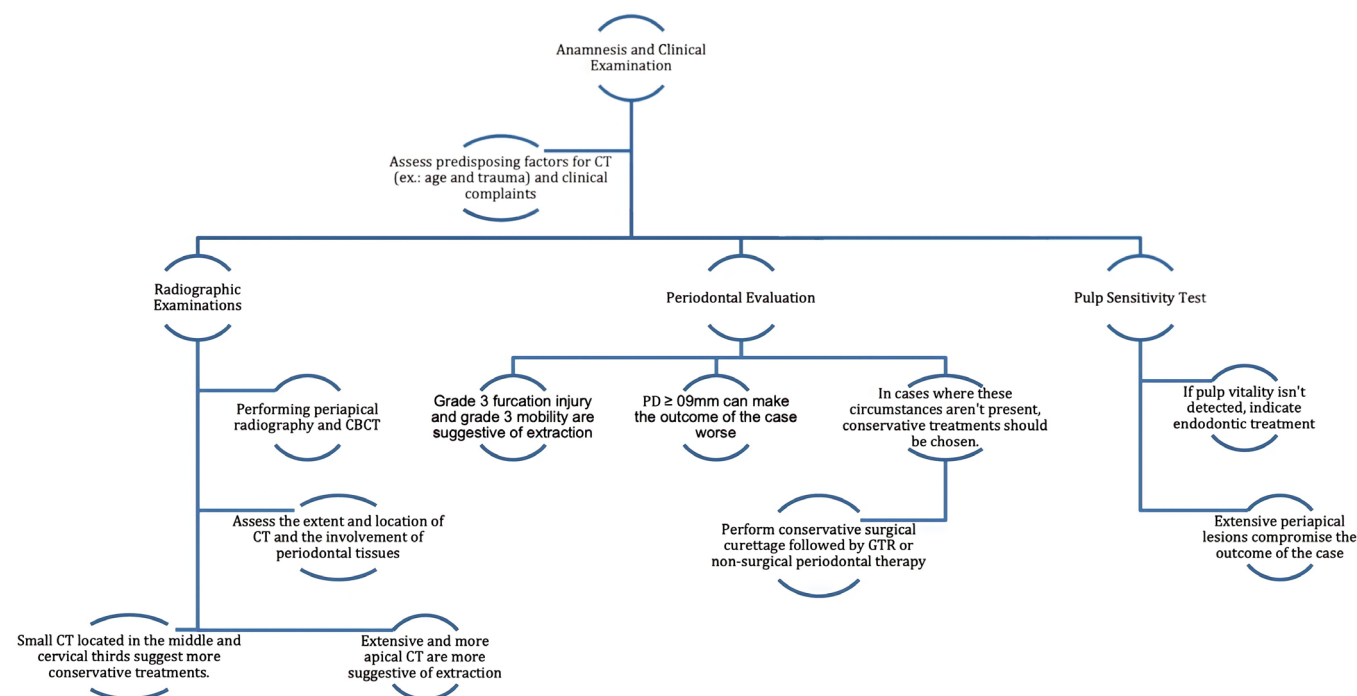 Anamnesis and Clinical
Examination
Assess predisposing factors for CT
(ex.: age and trauma) and clinical
complaints
Radiographic
Examinations
Periodontal Evaluation
Pulp Sensitivity Test
Performing periapical
radiography and CBCT
Grade 3 furcation injury
and grade 3 mobility are
suggestive of extraction
PD ≥ 09mm can make
the outcome of the case
worse
In cases where these
circumstances aren't present,
conservative treatments should
be chosen.
If pulp vitality isn't
detected, indicate
endodontic treatment
Assess the extent and location of
CT and the involvement of
periodontal tissues
Perform conservative surgical
curettage followed by GTR or
non-surgical periodontal therapy
Extensive periapical
lesions compromise the
outcome of the case
Small CT located in the middle and
cervical thirds suggest more
conservative treatments.
Extensive and more
apical CT are more
suggestive of extraction